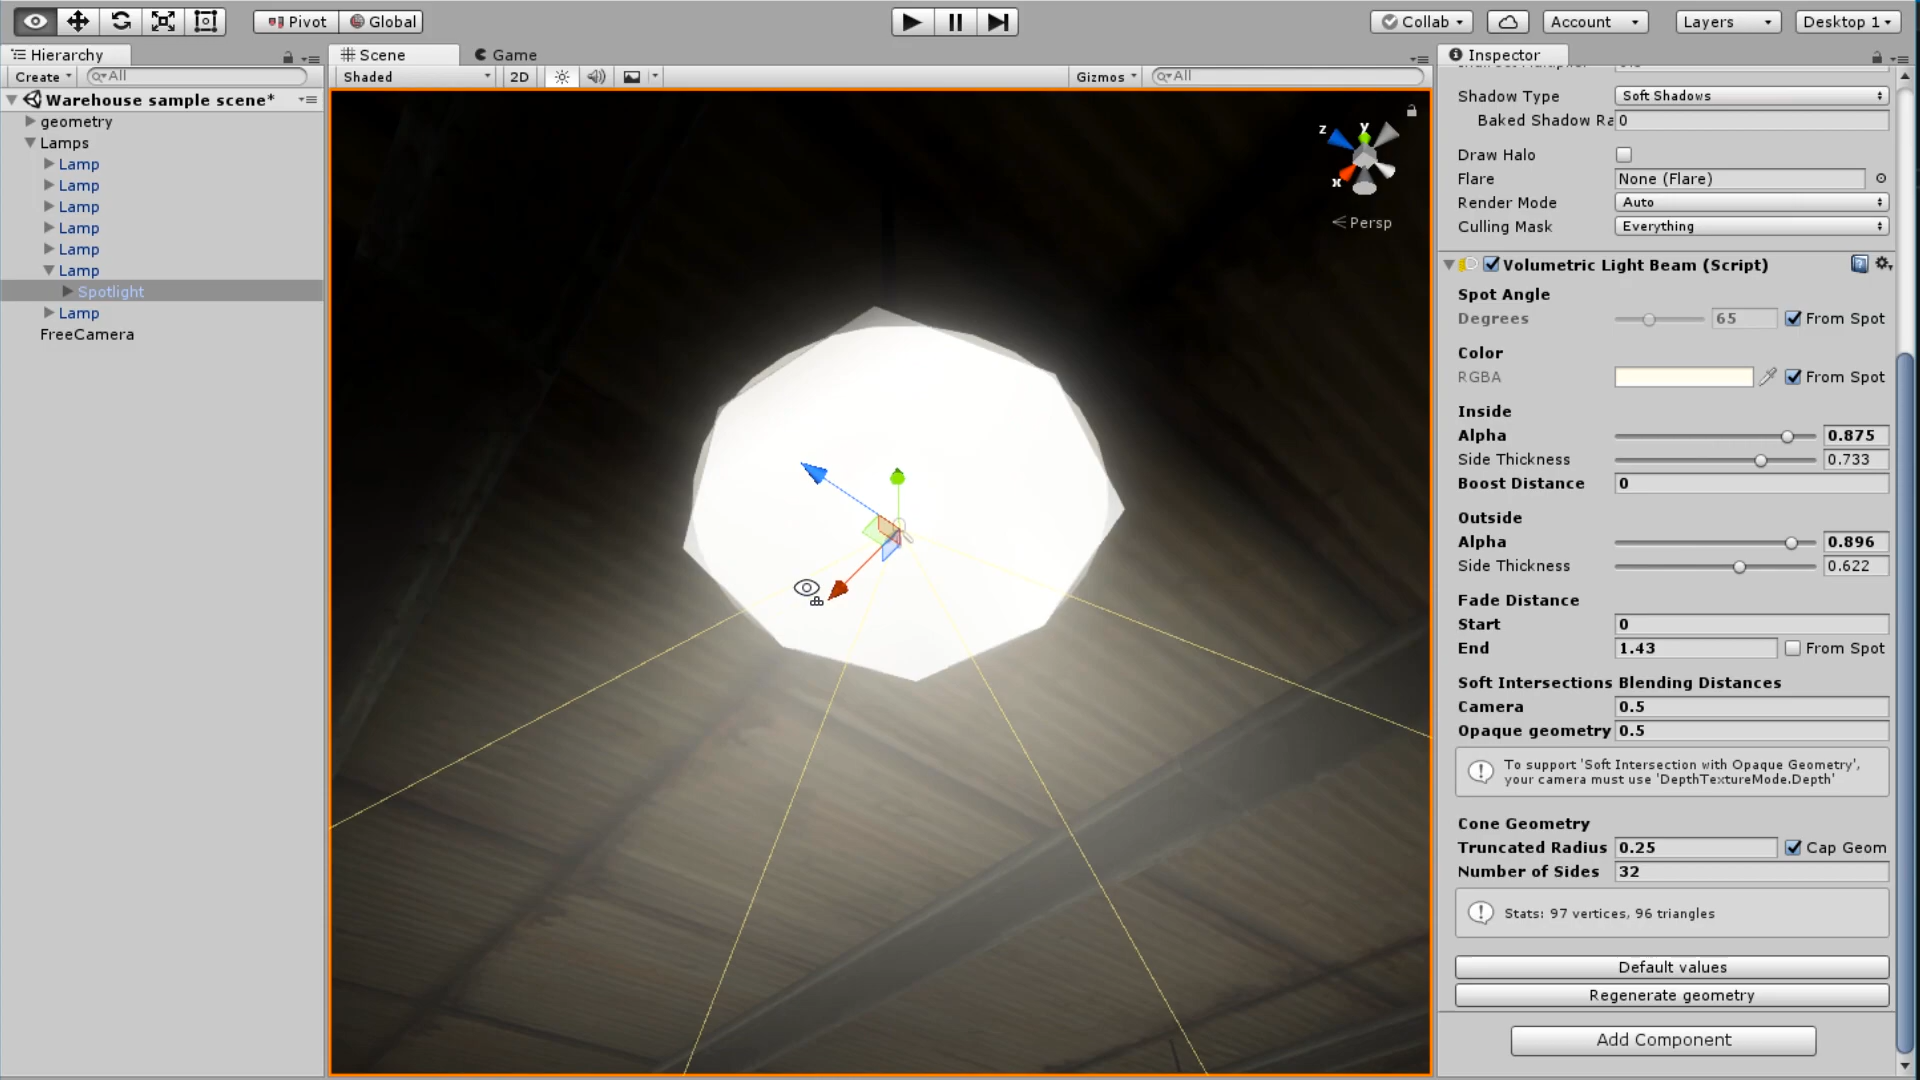 Pivot Global Collab Account Layers Desktop 1
Hierarchy Scene Game Inspector
Create All Shaded 2D Gizmos All
Warehouse sample scene*
geometry
Lamps
Lamp
Lamp
Lamp
Lamp
Lamp
Lamp
Spotlight
Lamp
FreeCamera
z y
x
Persp
Shadow Type Soft Shadows
Baked Shadow Ra 0
Draw Halo
Flare None (Flare)
Render Mode Auto
Culling Mask Everything
Volumetric Light Beam (Script)
Spot Angle
Degrees 65 From Spot
Color
RGBA From Spot
Inside
Alpha 0.875
Side Thickness 0.733
Boost Distance 0
Outside
Alpha 0.896
Side Thickness 0.622
Fade Distance
Start 0
End 1.43 From Spot
Soft Intersections Blending Distances
Camera 0.5
Opaque geometry 0.5
To support 'Soft Intersection with Opaque Geometry',
your camera must use 'DepthTextureMode.Depth'
Cone Geometry
Truncated Radius 0.25 Cap Geom
Number of Sides 32
Stats: 97 vertices, 96 triangles
Default values
Regenerate geometry
Add Component